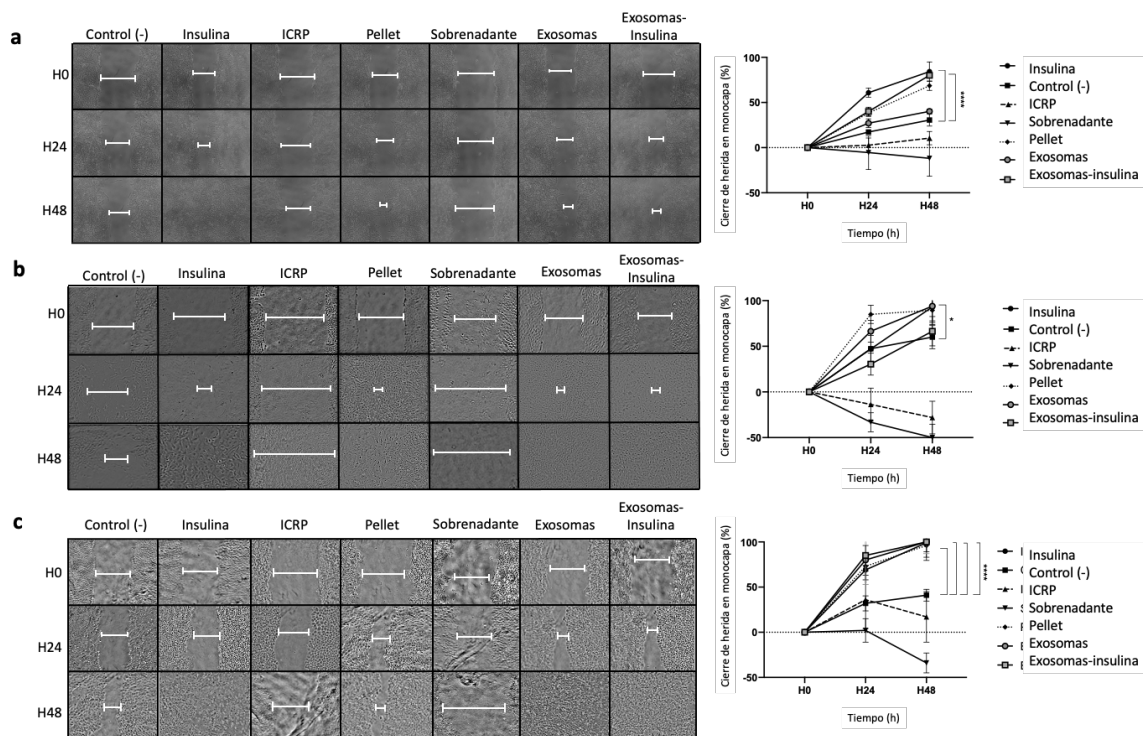 a
Control (-)
Insulina
ICRP
Pellet
Sobrenadante
Exosomas
Exosomas-
Insulina
H0
H24
H48
Cierre de herida en monocapa (%)
100
50
0
-50
H0
H24
H48
Tiempo (h)
****
Insulina
Control (-)
ICRP
Sobrenadante
Pellet
Exosomas
Exosomas-insulina
b
Control (-)
Insulina
ICRP
Pellet
Sobrenadante
Exosomas
Exosomas-
Insulina
H0
H24
H48
Cierre de herida en monocapa (%)
100
50
0
-50
H0
H24
H48
Tiempo (h)
*
Insulina
Control (-)
ICRP
Sobrenadante
Pellet
Exosomas
Exosomas-insulina
c
Control (-)
Insulina
ICRP
Pellet
Sobrenadante
Exosomas
Exosomas-
Insulina
H0
H24
H48
Cierre de herida en monocapa (%)
100
50
0
-50
H0
H24
H48
Tiempo (h)
****
Insulina
Control (-)
ICRP
Sobrenadante
Pellet
Exosomas
Exosomas-insulina